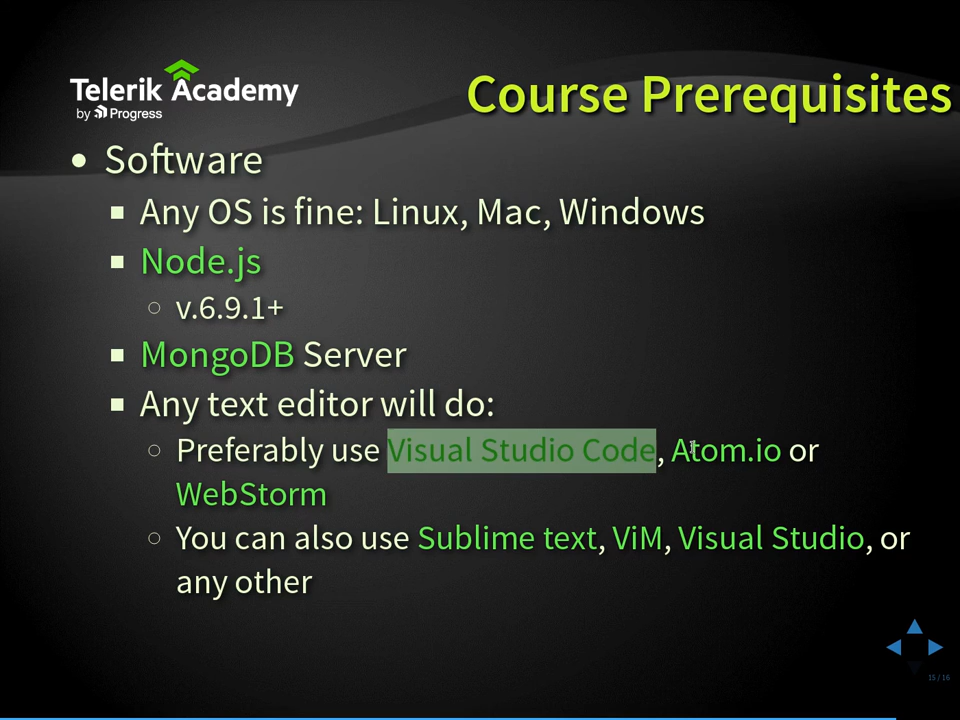 Telerik Academy
by Progress
Course Prerequisites
Software
Any OS is fine: Linux, Mac, Windows
Node.js
v.6.9.1+
MongoDB Server
Any text editor will do:
Preferably use Visual Studio Code, Atom.io or
WebStorm
You can also use Sublime text, ViM, Visual Studio, or
any other
15 / 16